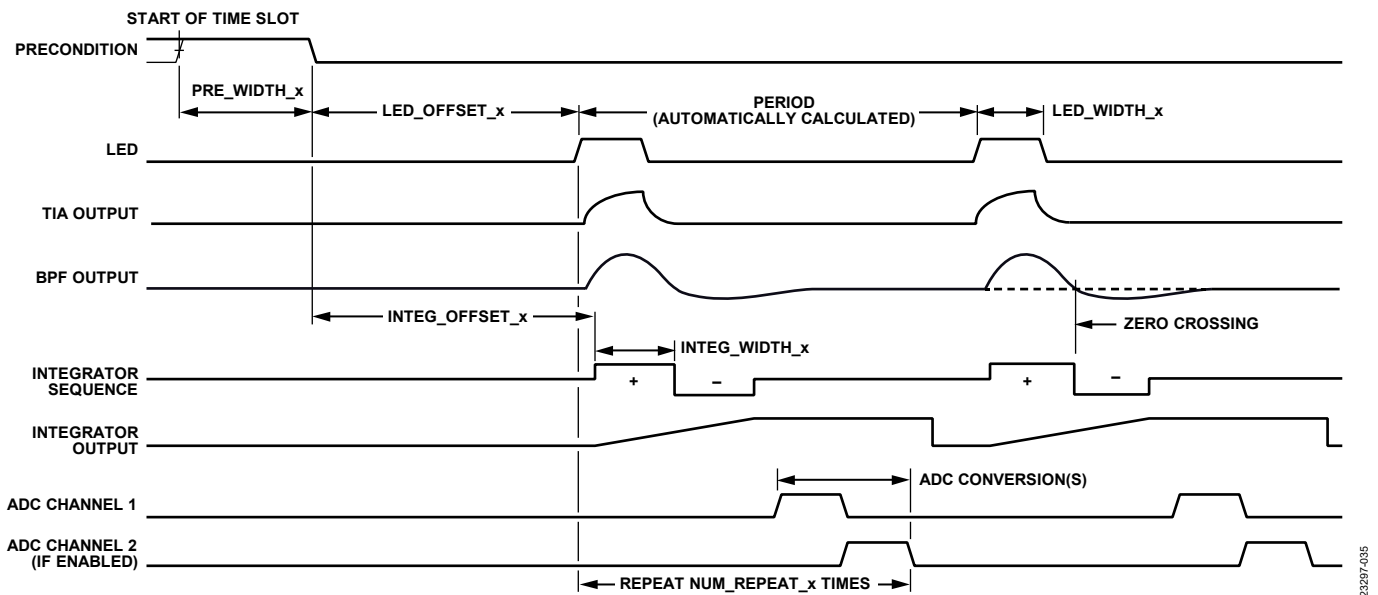 START OF TIME SLOT
PRECONDITION
PRE_WIDTH_x
LED_OFFSET_x
PERIOD
(AUTOMATICALLY CALCULATED)
LED_WIDTH_x
LED
TIA OUTPUT
BPF OUTPUT
INTEG_OFFSET_x
ZERO CROSSING
INTEG_WIDTH_x
INTEGRATOR
SEQUENCE
+
–
+
–
INTEGRATOR
OUTPUT
ADC CONVERSION(S)
ADC CHANNEL 1
ADC CHANNEL 2
(IF ENABLED)
REPEAT NUM_REPEAT_x TIMES
23297-035